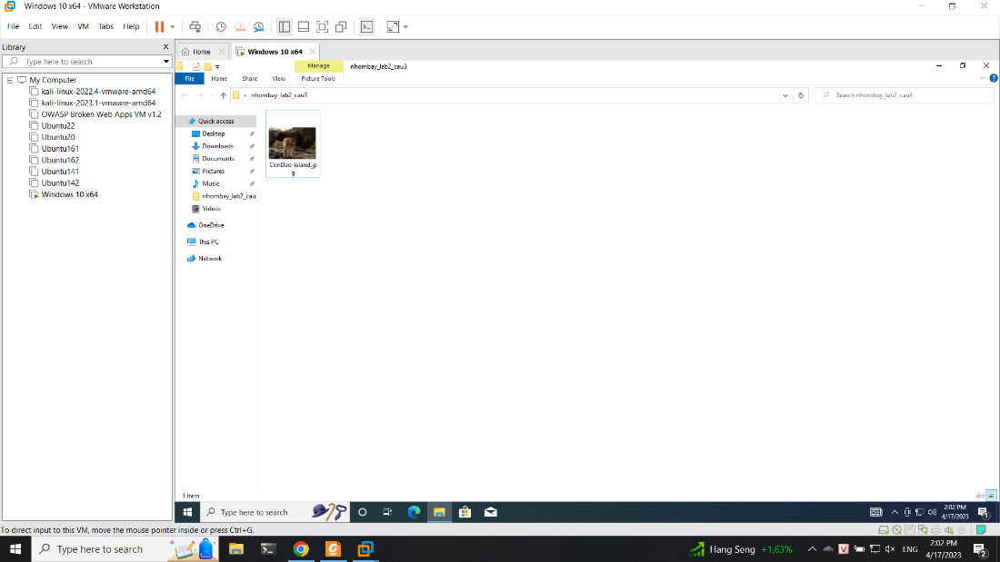 Windows 10 x64 - VMware Workstation
File Edit View VM Tabs Help
Library
Type here to search
My Computer
kali-linux-2022.4-vmware-amd64
kali-linux-2023.1-vmware-amd64
OWASP Broken Web Apps VM v1.2
Ubuntu22
Ubuntu20
Ubuntu161
Ubuntu162
Ubuntu141
Ubuntu142
Windows 10 x64
Home Windows 10 x64
Manage nhombay_lab2_cau3
File Home Share View Picture Tools
nhombay_lab2_cau3 Search nhombay_lab2_cau3
Quick access
Desktop
Downloads
Documents
Pictures
Music
nhombay_lab2_cau
Videos
OneDrive
This PC
Network
ConDao-island.jp
g
1 item
Type here to search
2:02 PM
4/17/2023
1
To direct input to this VM, move the mouse pointer inside or press Ctrl+G.
Type here to search
Hang Seng +1,63%
V
ENG
2:02 PM
4/17/2023
2